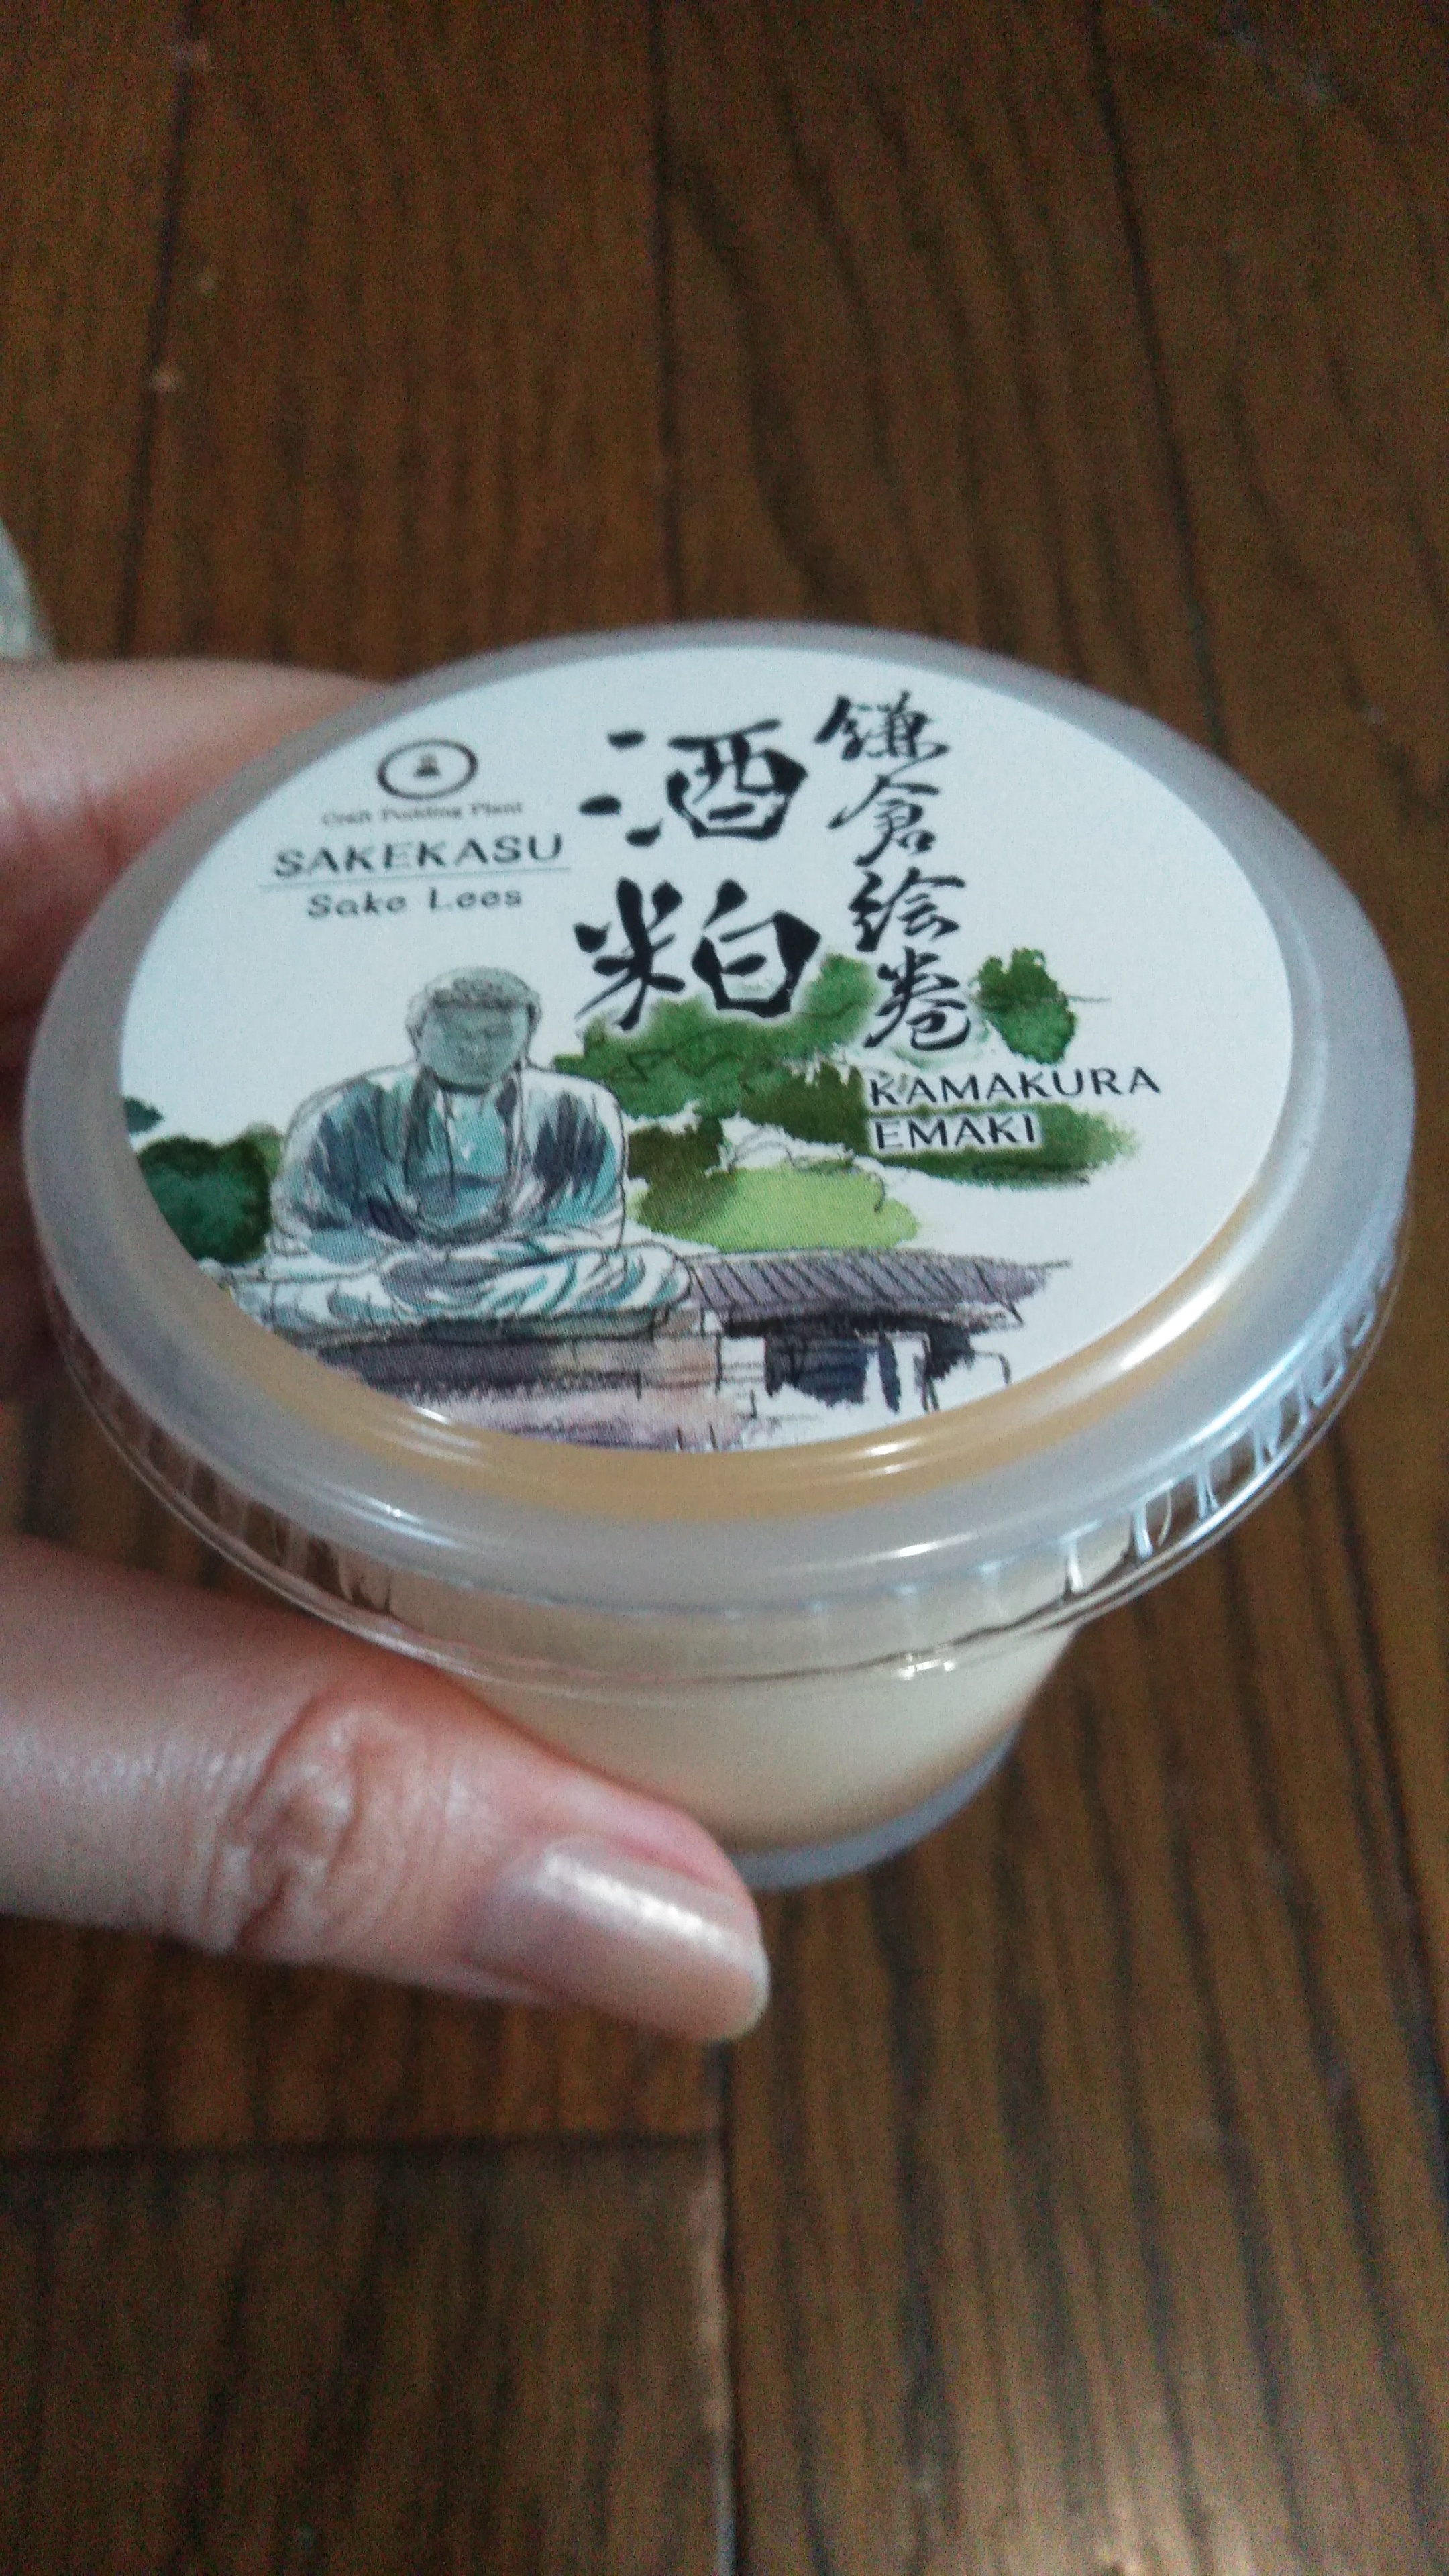 Craft Pudding Plant
SAKEKASU
Sake Lees
鎌倉絵巻
酒粕
KAMAKURA
EMAKI